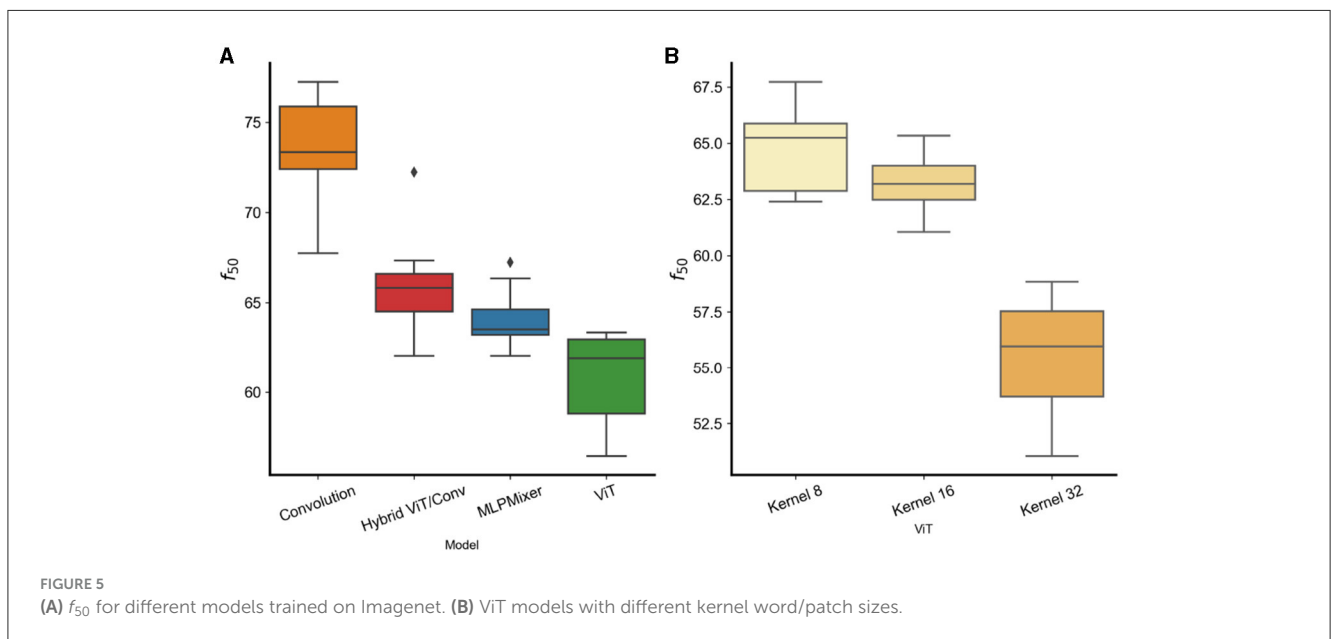 A
f50
75
70
65
60
Convolution
Hybrid ViT/Conv
MLPMixer
ViT
Model
B
f50
67.5
65.0
62.5
60.0
57.5
55.0
52.5
Kernel 8
Kernel 16
Kernel 32
ViT
FIGURE 5
(A) f50 for different models trained on Imagenet. (B) ViT models with different kernel word/patch sizes.